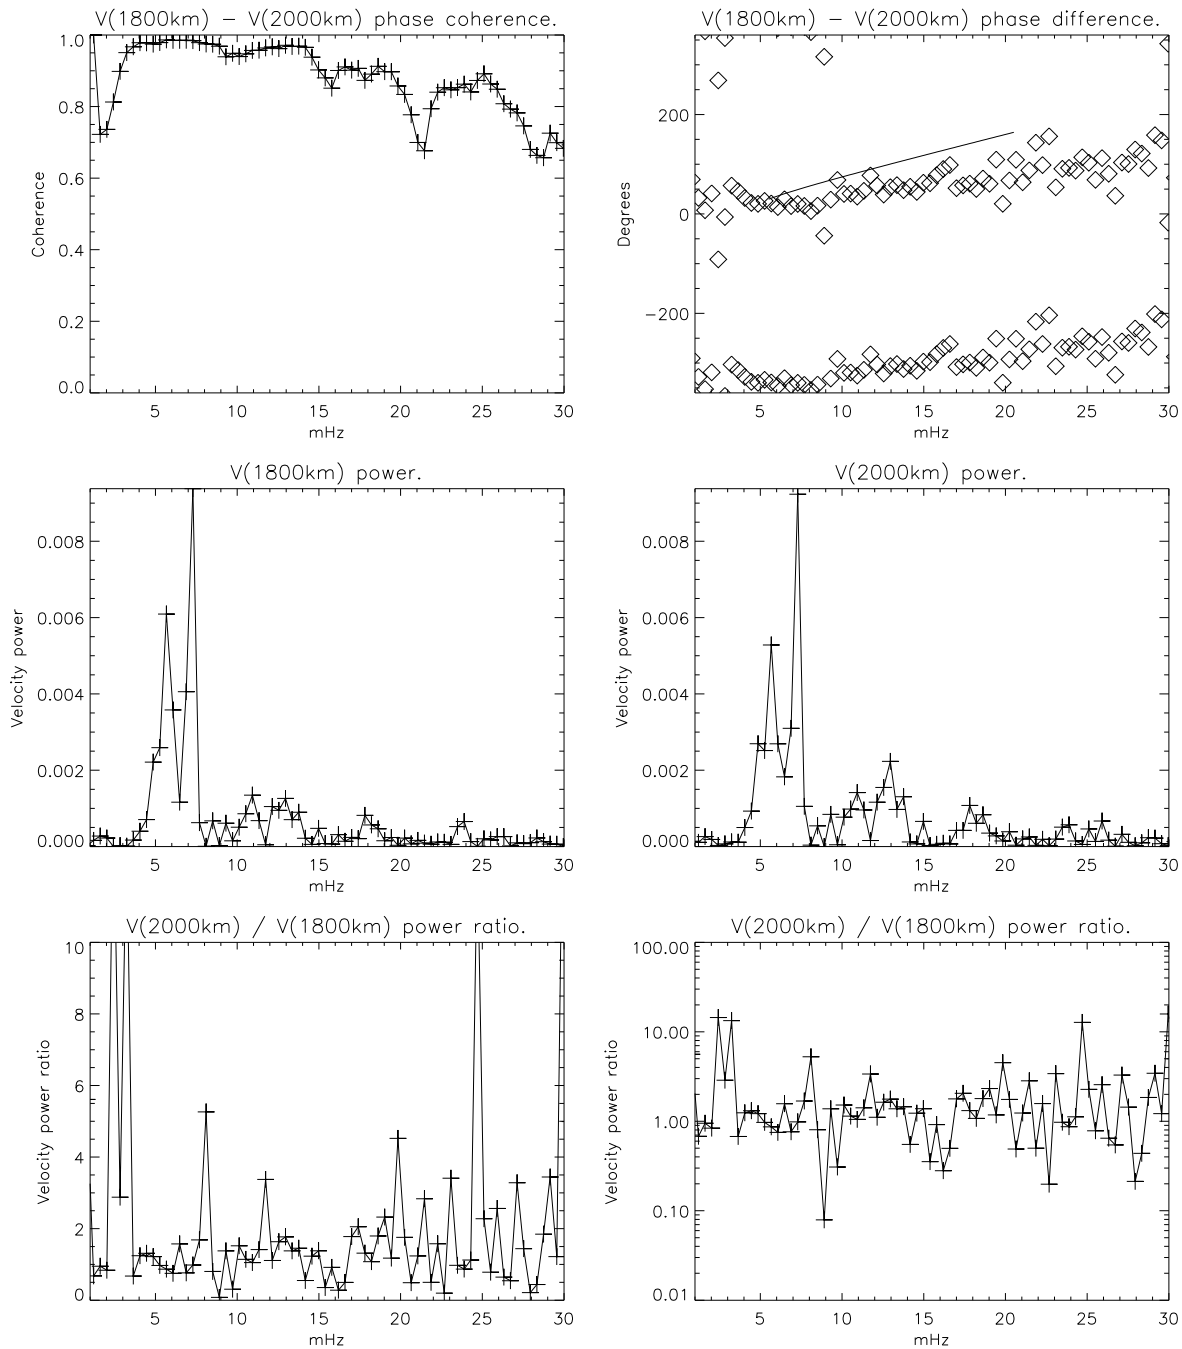 V(1800km) − V(2000km) phase coherence.
1.0
0.8
0.6
0.4
0.2
0.0
Coherence
5 10 15 20 25 30
mHz
V(1800km) − V(2000km) phase difference.
200
0
−200
Degrees
5 10 15 20 25 30
mHz
V(1800km) power.
0.008
0.006
0.004
0.002
0.000
Velocity power
5 10 15 20 25 30
mHz
V(2000km) power.
0.008
0.006
0.004
0.002
0.000
Velocity power
5 10 15 20 25 30
mHz
V(2000km) / V(1800km) power ratio.
10
8
6
4
2
0
Velocity power ratio
5 10 15 20 25 30
mHz
V(2000km) / V(1800km) power ratio.
100.00
10.00
1.00
0.10
0.01
Velocity power ratio
5 10 15 20 25 30
mHz